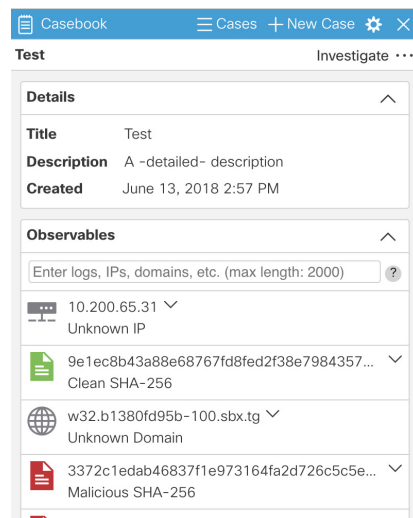 Casebook Cases New Case
Test Investigate ...
Details
Title Test
Description A -detailed- description
Created June 13, 2018 2:57 PM
Observables
Enter logs, IPs, domains, etc. (max length: 2000) ?
10.200.65.31
Unknown IP
9e1ec8b43a88e68767fd8fed2f38e7984357...
Clean SHA-256
w32.b1380fd95b-100.sbx.tg
Unknown Domain
3372c1edab46837f1e973164fa2d726c5c5e...
Malicious SHA-256